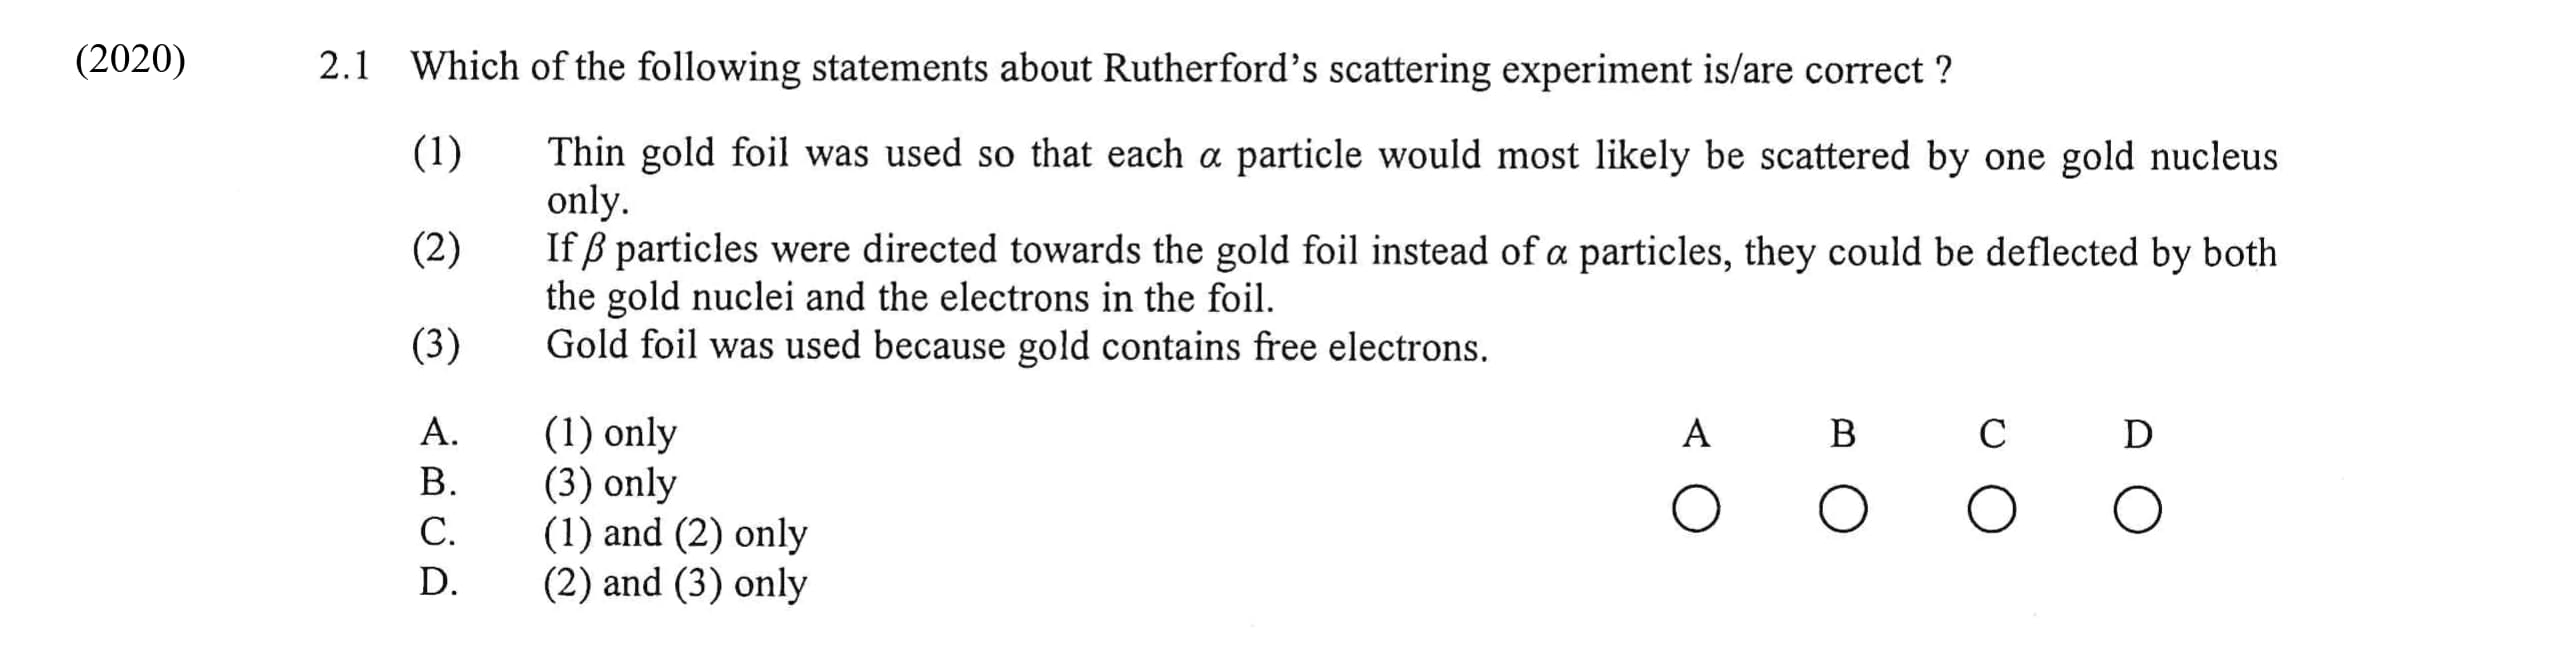 (2020) 2.1 Which of the following statements about Rutherford’s scattering experiment is/are correct ?
(1) Thin gold foil was used so that each α particle would most likely be scattered by one gold nucleus
only.
(2) If β particles were directed towards the gold foil instead of α particles, they could be deflected by both
the gold nuclei and the electrons in the foil.
(3) Gold foil was used because gold contains free electrons.
A. (1) only
B. (3) only
C. (1) and (2) only
D. (2) and (3) only
A B C D